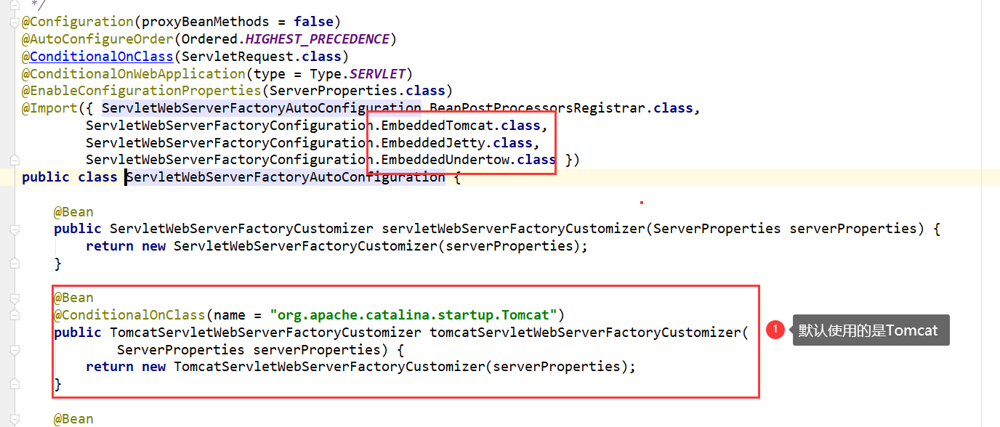 */
@Configuration(proxyBeanMethods = false)
@AutoConfigureOrder(Ordered.HIGHEST_PRECEDENCE)
@ConditionalOnClass(ServletRequest.class)
@ConditionalOnWebApplication(type = Type.SERVLET)
@EnableConfigurationProperties(ServerProperties.class)
@Import({ ServletWebServerFactoryAutoConfiguration.BeanPostProcessorsRegistrar.class,
ServletWebServerFactoryConfiguration.EmbeddedTomcat.class,
ServletWebServerFactoryConfiguration.EmbeddedJetty.class,
ServletWebServerFactoryConfiguration.EmbeddedUndertow.class })
public class ServletWebServerFactoryAutoConfiguration {
@Bean
public ServletWebServerFactoryCustomizer servletWebServerFactoryCustomizer(ServerProperties serverProperties) {
return new ServletWebServerFactoryCustomizer(serverProperties);
}
@Bean
@ConditionalOnClass(name = "org.apache.catalina.startup.Tomcat")
public TomcatServletWebServerFactoryCustomizer tomcatServletWebServerFactoryCustomizer(
1 默认使用的是Tomcat
ServerProperties serverProperties) {
return new TomcatServletWebServerFactoryCustomizer(serverProperties);
}
@Bean